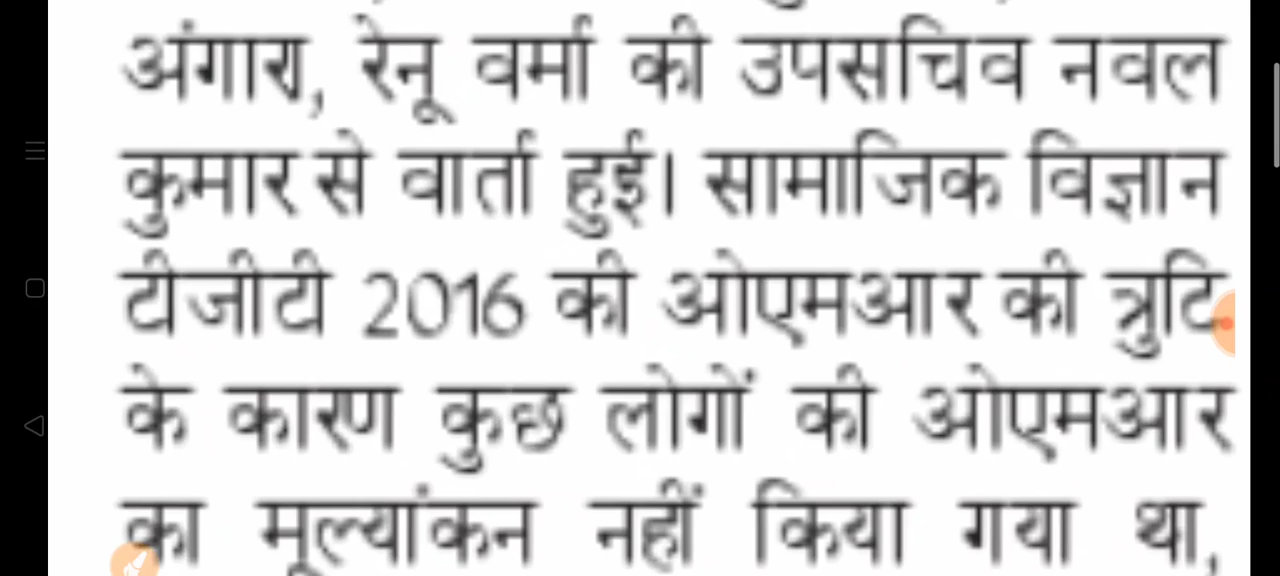 अंगारा, रेनू वर्मा की उपसचिव नवल
कुमार से वार्ता हुई। सामाजिक विज्ञान
टीजीटी 2016 की ओएमआर की त्रुटि
के कारण कुछ लोगों की ओएमआर
का मूल्यांकन नहीं किया गया था,